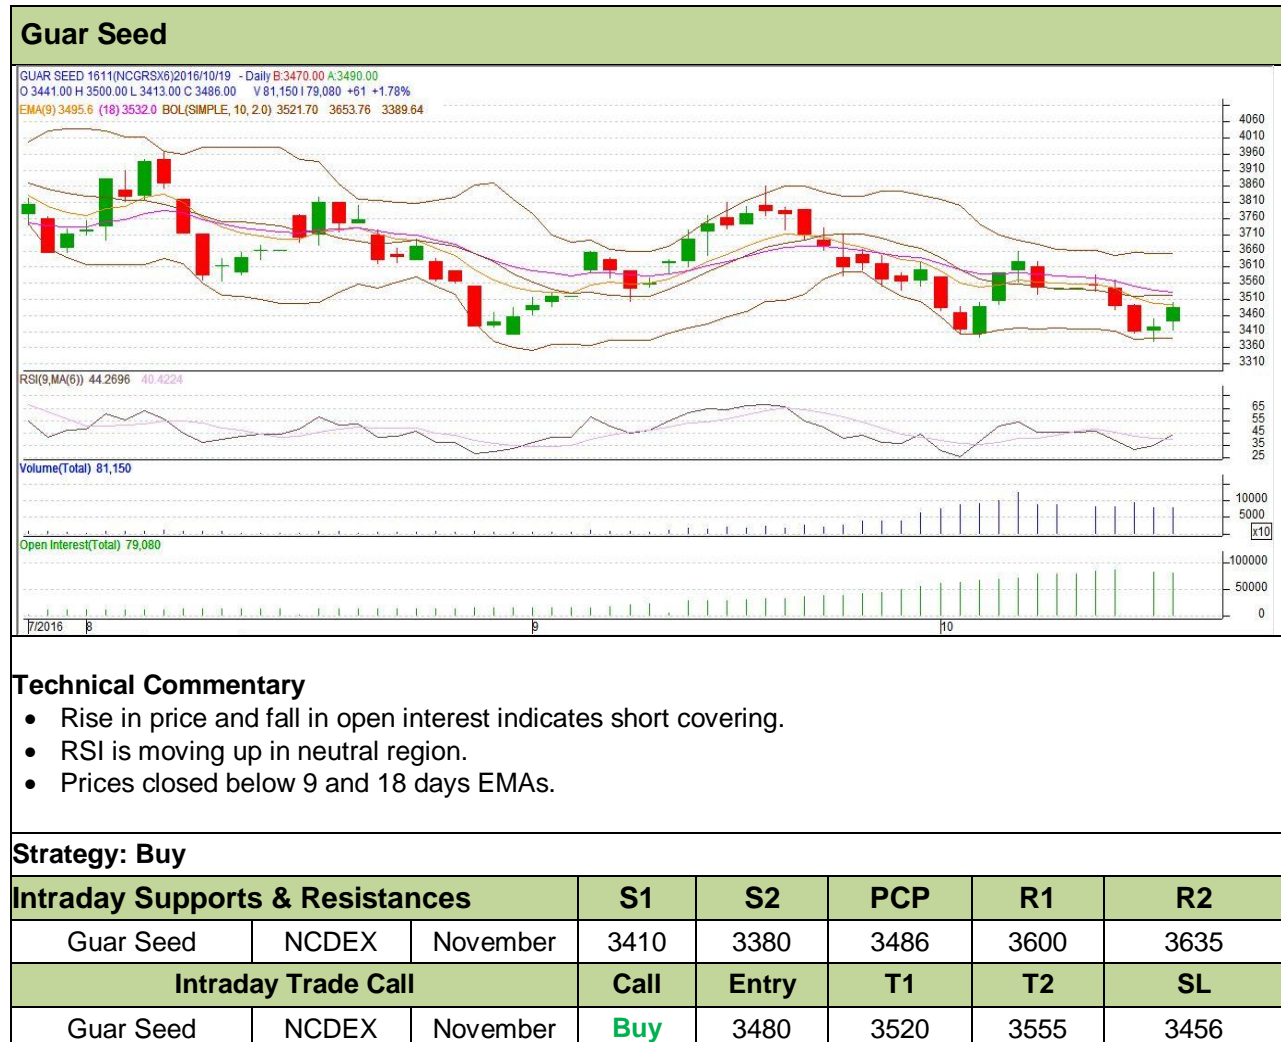 Guar Seed
GUAR SEED 1611(NCGRSX6)2016/10/19 - Daily B:3470.00 A:3490.00
O 3441.00 H 3500.00 L 3413.00 C 3486.00 V 81,150 I 79,080 +61 +1.78%
EMA(9) 3495.6 (18) 3532.0 BOL(SIMPLE, 10, 2.0) 3521.70 3653.76 3389.64
4060
4010
3960
3910
3860
3810
3760
3710
3660
3610
3560
3510
3460
3410
3360
3310
RSI(9,MA(6)) 44.2696 40.4224
65
55
45
35
25
Volume(Total) 81,150
10000
5000
x10
Open Interest(Total) 79,080
100000
50000
0
7/2016 8 9 10
Technical Commentary
• Rise in price and fall in open interest indicates short covering.
• RSI is moving up in neutral region.
• Prices closed below 9 and 18 days EMAs.
Strategy: Buy
Intraday Supports & Resistances S1 S2 PCP R1 R2
Guar Seed NCDEX November 3410 3380 3486 3600 3635
Intraday Trade Call Call Entry T1 T2 SL
Guar Seed NCDEX November Buy 3480 3520 3555 3456